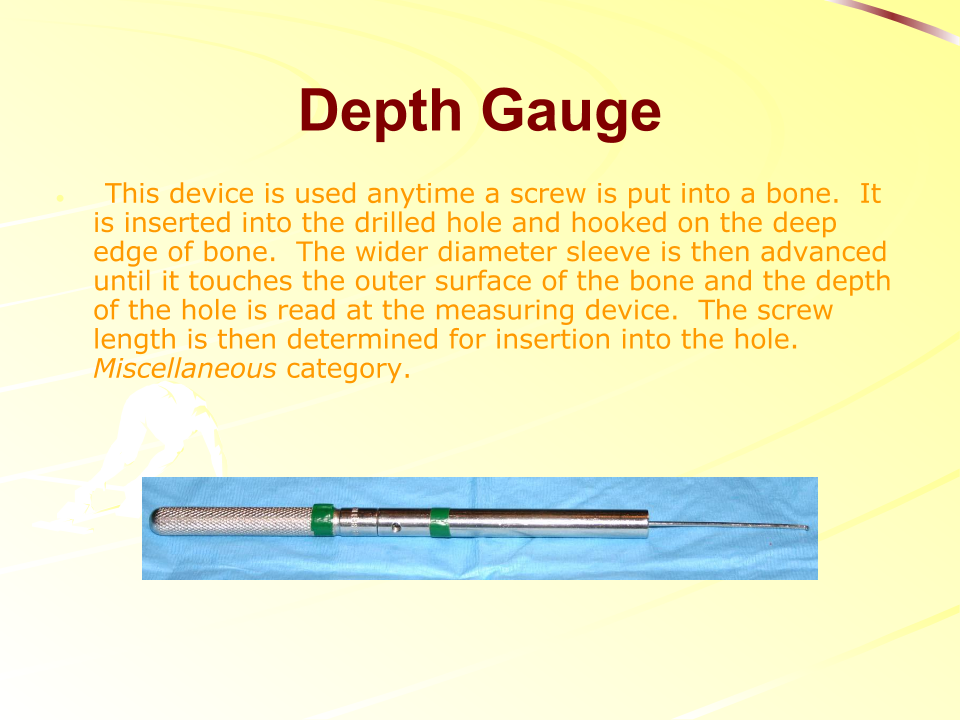 Depth Gauge
This device is used anytime a screw is put into a bone.  It
is inserted into the drilled hole and hooked on the deep
edge of bone.  The wider diameter sleeve is then advanced
until it touches the outer surface of the bone and the depth
of the hole is read at the measuring device.  The screw
length is then determined for insertion into the hole.
Miscellaneous category.